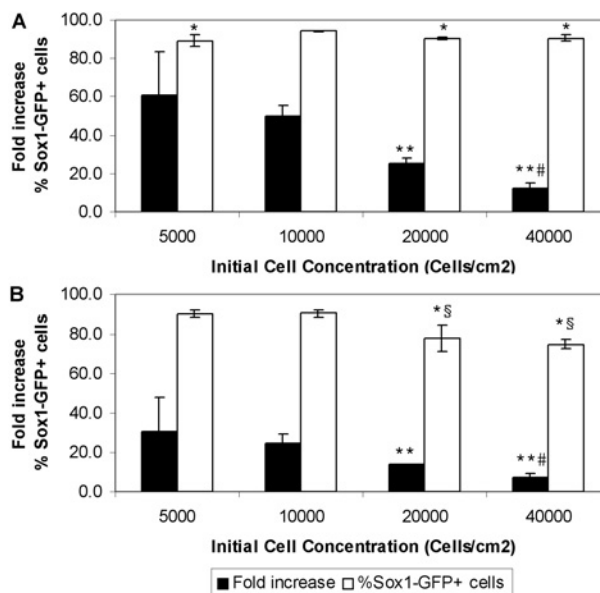 A
100.0
80.0
60.0
40.0
20.0
0.0
Fold increase
% Sox1-GFP+ cells
* * *
** **#
5000 10000 20000 40000
Initial Cell Concentration (Cells/cm2)
B
100.0
80.0
60.0
40.0
20.0
0.0
Fold increase
% Sox1-GFP+ cells
*§ *§
** **#
5000 10000 20000 40000
Initial Cell Concentration (Cells/cm2)
Fold increase %Sox1-GFP+ cells